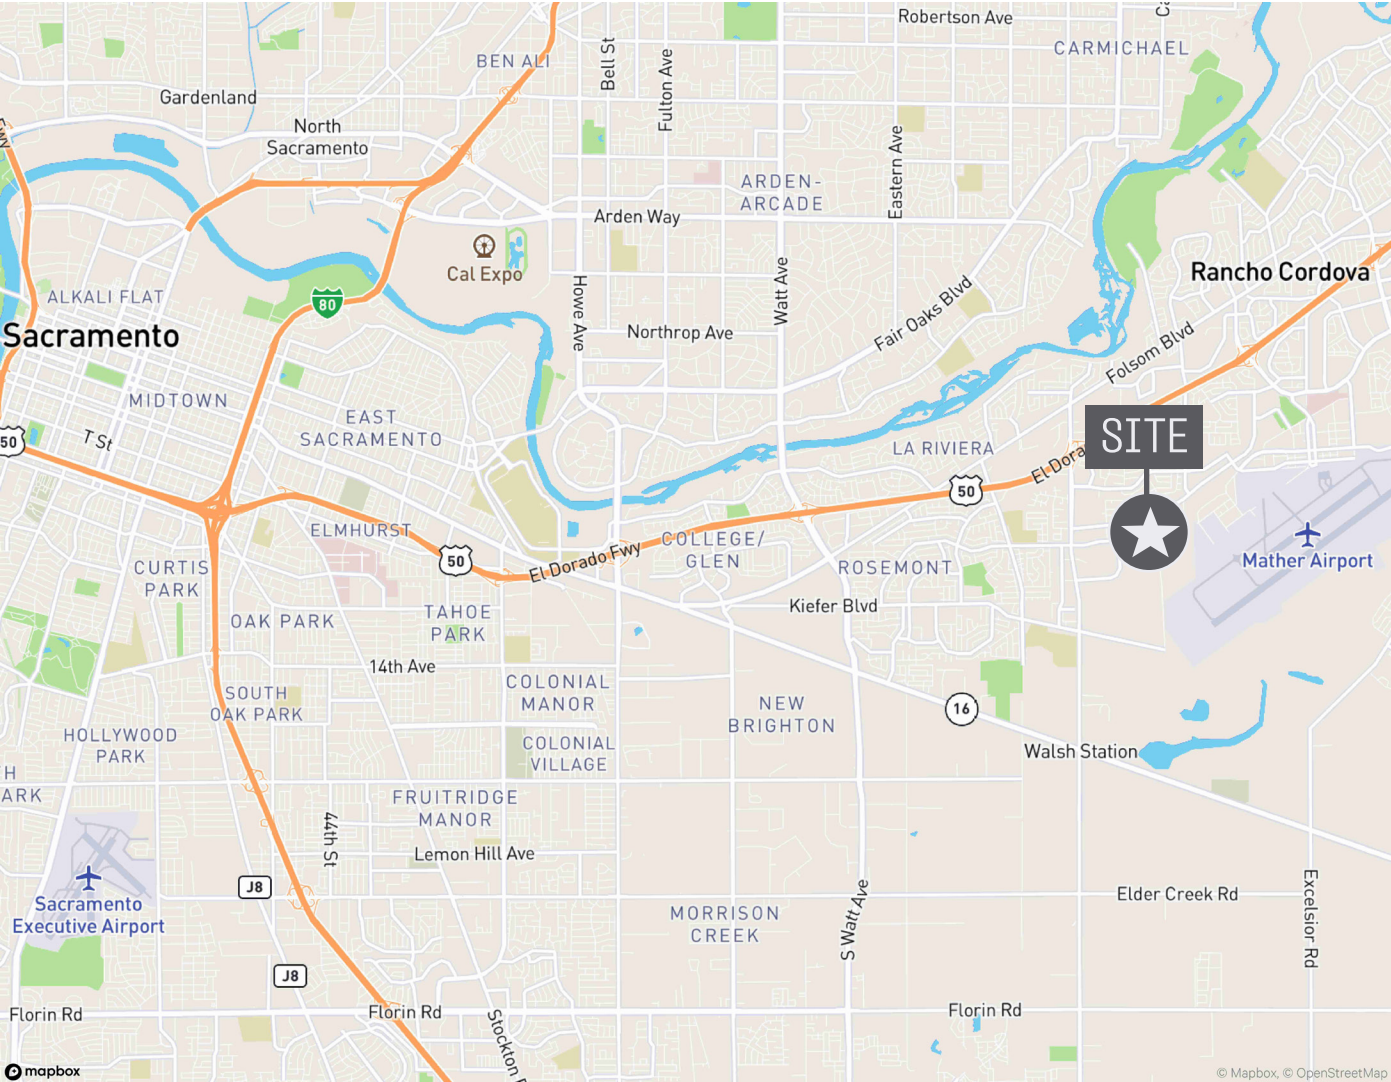 Robertson Ave
Ca
CARMICHAEL
Bell St
Fulton Ave
BEN ALI
Gardenland
North
Sacramento
Fwy
Eastern Ave
ARDEN-
ARCADE
Arden Way
Cal Expo
Rancho Cordova
Howe Ave
Watt Ave
ALKALI FLAT
80
Sacramento
Northrop Ave
Fair Oaks Blvd
Folsom Blvd
MIDTOWN
EAST
SACRAMENTO
T St
50
LA RIVIERA
SITE
El Dora
50
ELMHURST
50
El Dorado Fwy
COLLEGE/
GLEN
ROSEMONT
Mather Airport
CURTIS
PARK
OAK PARK
TAHOE
PARK
Kiefer Blvd
14th Ave
SOUTH
OAK PARK
COLONIAL
MANOR
NEW
BRIGHTON
16
HOLLYWOOD
PARK
COLONIAL
VILLAGE
Walsh Station
H
ARK
FRUITRIDGE
MANOR
44th St
Lemon Hill Ave
J8
Sacramento
Executive Airport
MORRISON
CREEK
S Watt Ave
Elder Creek Rd
Excelsior Rd
J8
Florin Rd
Florin Rd
Florin Rd
Stockton
mapbox
© Mapbox, © OpenStreetMap